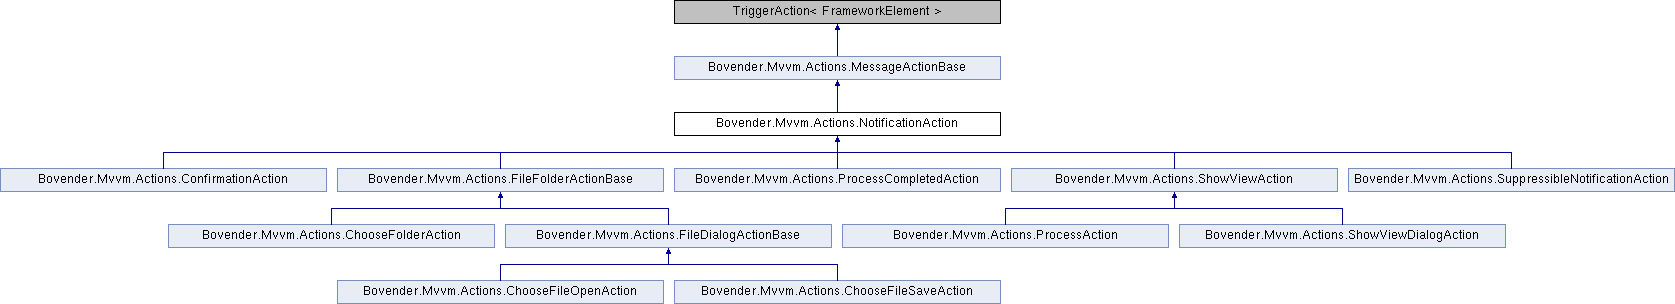 TriggerAction< FrameworkElement >
Bovender.Mvvm.Actions.MessageActionBase
Bovender.Mvvm.Actions.NotificationAction
Bovender.Mvvm.Actions.ConfirmationAction
Bovender.Mvvm.Actions.FileFolderActionBase
Bovender.Mvvm.Actions.ProcessCompletedAction
Bovender.Mvvm.Actions.ShowViewAction
Bovender.Mvvm.Actions.SuppressibleNotificationAction
Bovender.Mvvm.Actions.ChooseFolderAction
Bovender.Mvvm.Actions.FileDialogActionBase
Bovender.Mvvm.Actions.ProcessAction
Bovender.Mvvm.Actions.ShowViewDialogAction
Bovender.Mvvm.Actions.ChooseFileOpenAction
Bovender.Mvvm.Actions.ChooseFileSaveAction